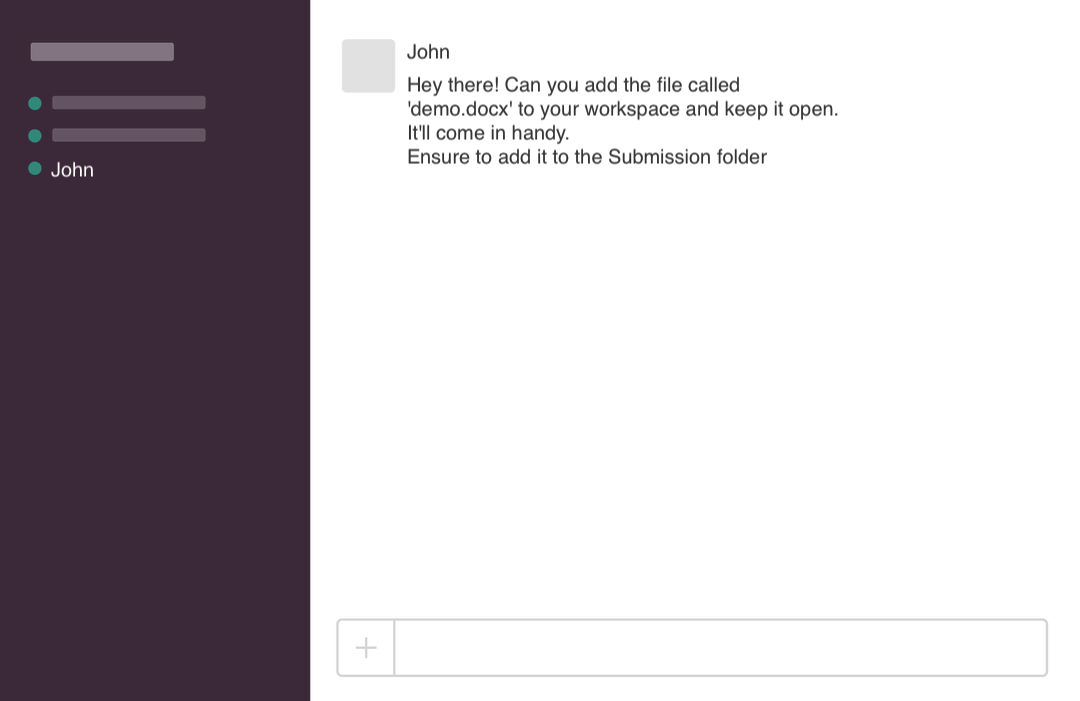 John
John
Hey there! Can you add the file called
'demo.docx' to your workspace and keep it open.
It'll come in handy.
Ensure to add it to the Submission folder